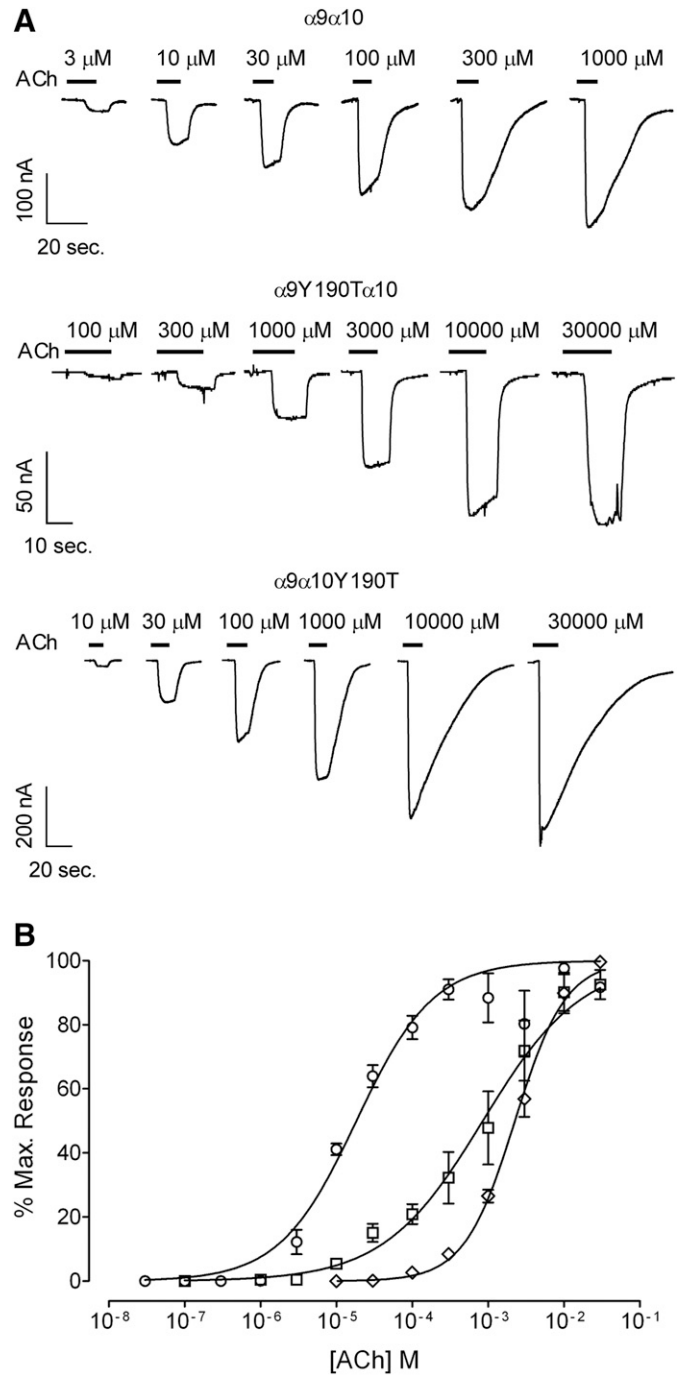 A
α9α10
3 μM 10 μM 30 μM 100 μM 300 μM 1000 μM
ACh
100 nA
20 sec.
α9Y190Tα10
100 μM 300 μM 1000 μM 3000 μM 10000 μM 30000 μM
ACh
50 nA
10 sec.
α9α10Y190T
10 μM 30 μM 100 μM 1000 μM 10000 μM 30000 μM
ACh
200 nA
20 sec.
B
% Max. Response
100
80
60
40
20
0
10⁻⁸ 10⁻⁷ 10⁻⁶ 10⁻⁵ 10⁻⁴ 10⁻³ 10⁻² 10⁻¹
[ACh] M